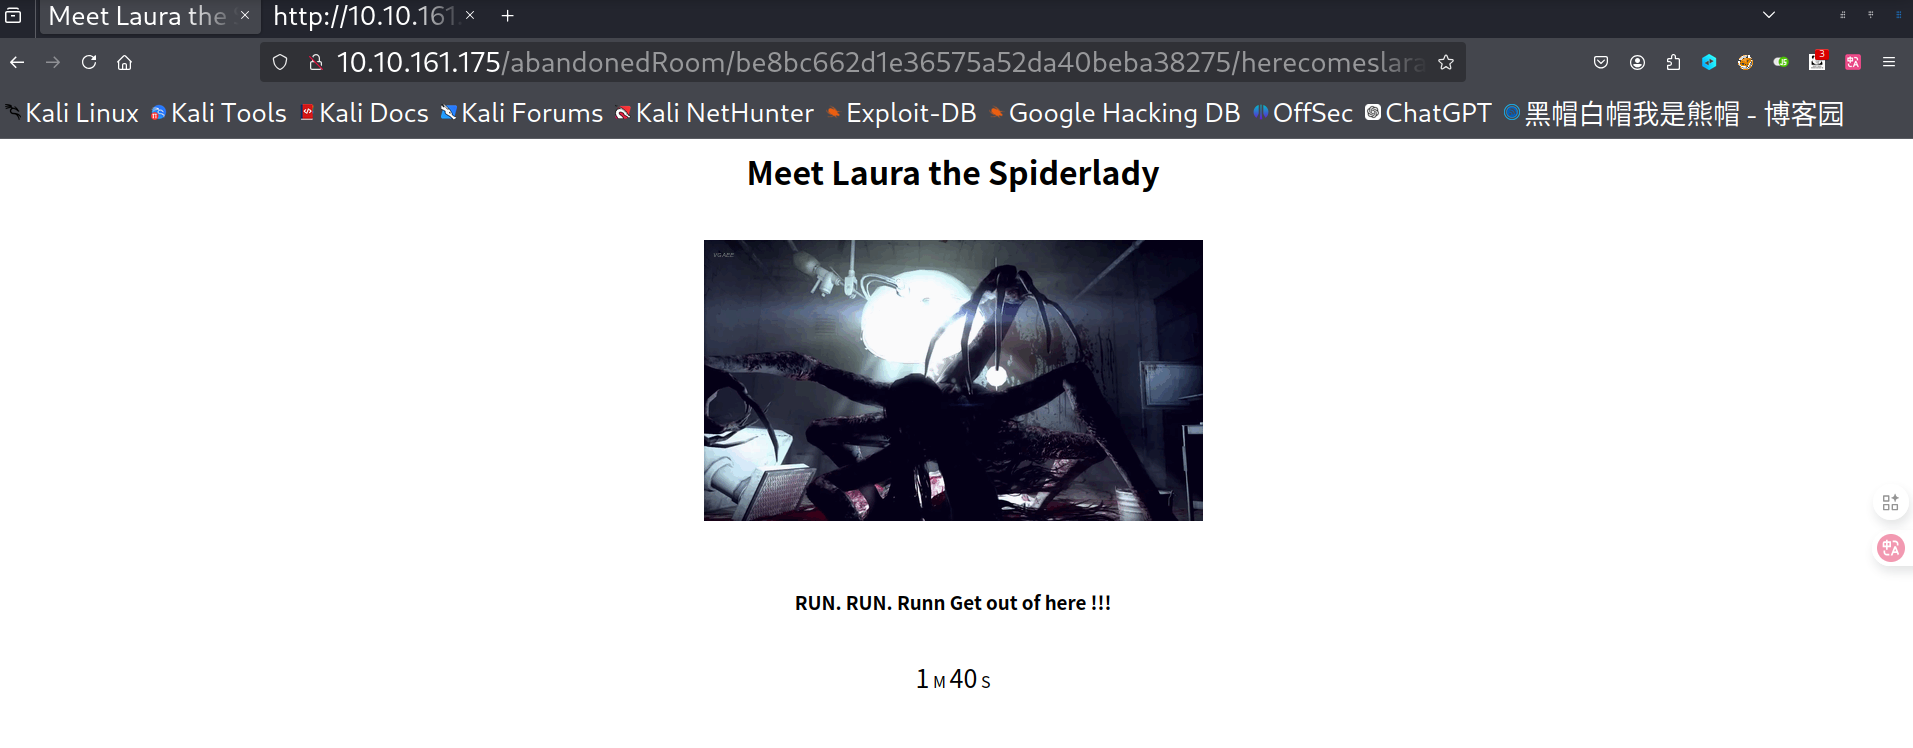 Meet Laura the
http://10.10.161.
10.10.161.175/abandonedRoom/be8bc662d1e36575a52da40beba38275/herecomeslara
3
Kali Linux Kali Tools Kali Docs Kali Forums Kali NetHunter Exploit-DB Google Hacking DB OffSec ChatGPT 黑帽白帽我是熊帽 - 博客园
Meet Laura the Spiderlady
VGAEE
RUN. RUN. Runn Get out of here !!!
1 M 40 S